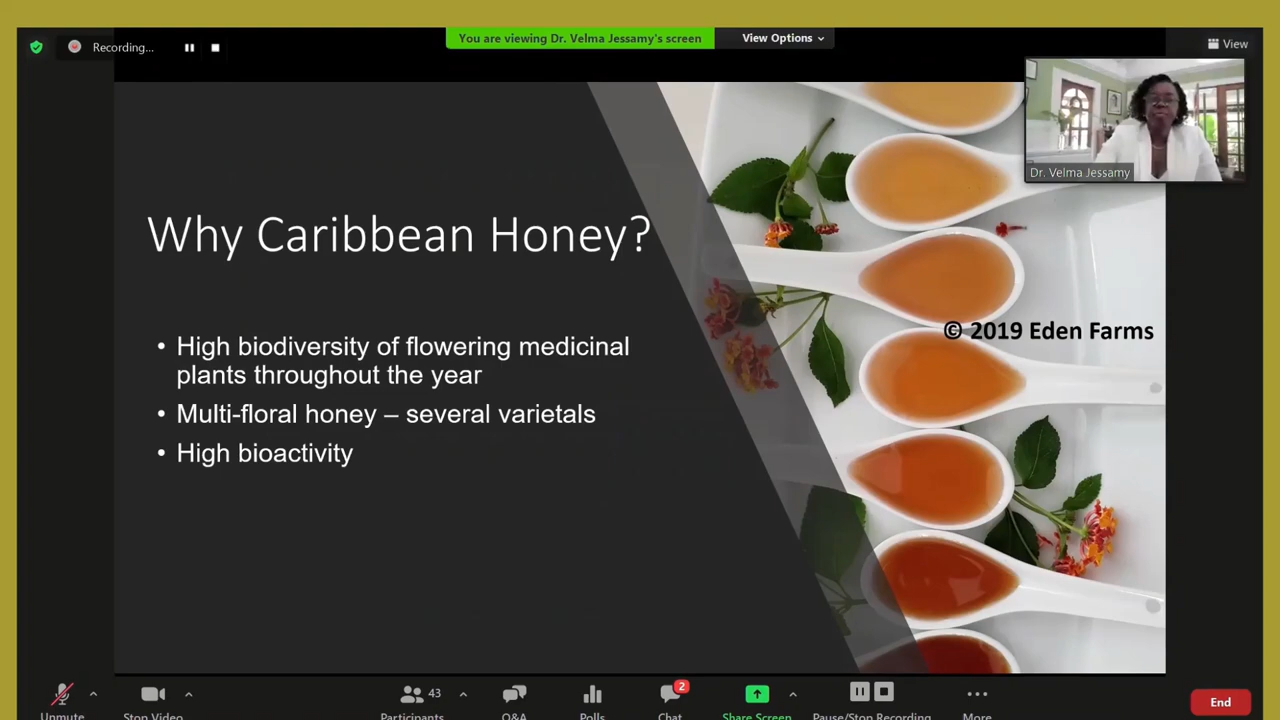 Recording...
You are viewing Dr. Velma Jessamy's screen
View Options
View
Dr. Velma Jessamy
Why Caribbean Honey?
• High biodiversity of flowering medicinal
plants throughout the year
• Multi-floral honey – several varietals
• High bioactivity
© 2019 Eden Farms
43
2
Unmute
Stop Video
Participants
Q&A
Polls
Chat
Share Screen
Pause/Stop Recording
More
End